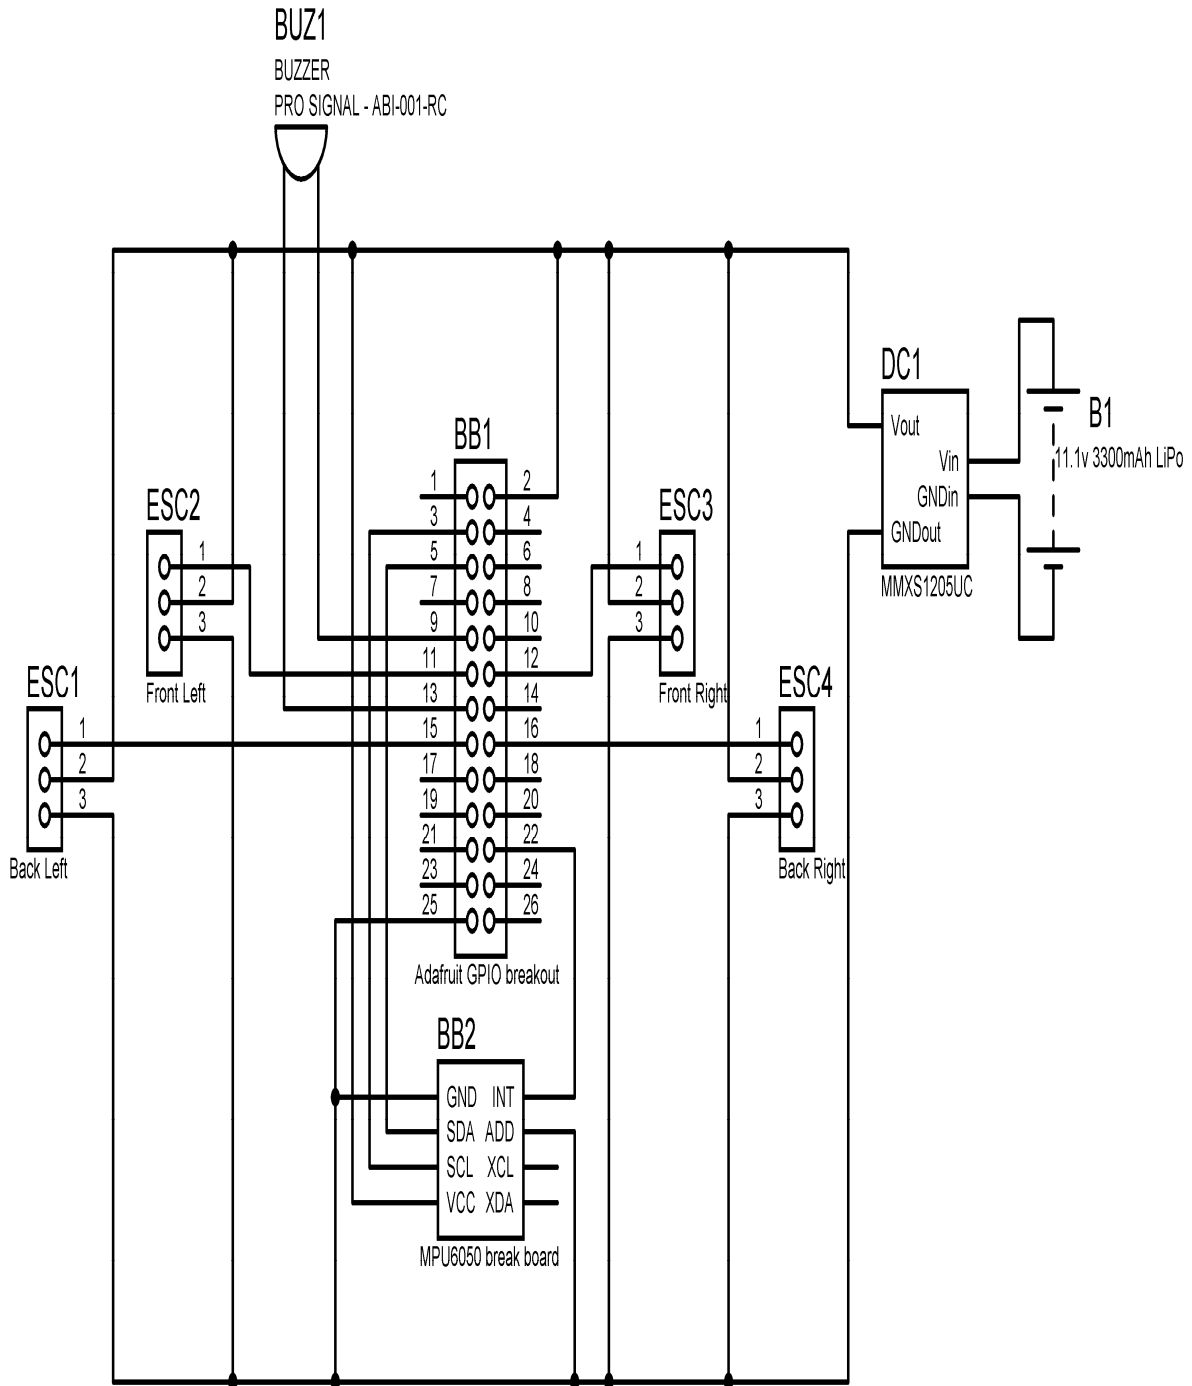 BUZ1
BUZZER
PRO SIGNAL - ABI-001-RC
DC1
Vout
Vin
GNDin
GNDout
MMXS1205UC
B1
11.1v 3300mAh LiPo
BB1
1 2
3 4
5 6
7 8
9 10
11 12
13 14
15 16
17 18
19 20
21 22
23 24
25 26
Adafruit GPIO breakout
ESC2
1
2
3
Front Left
ESC3
1
2
3
Front Right
ESC1
1
2
3
Back Left
ESC4
1
2
3
Back Right
BB2
GND INT
SDA ADD
SCL XCL
VCC XDA
MPU6050 break board